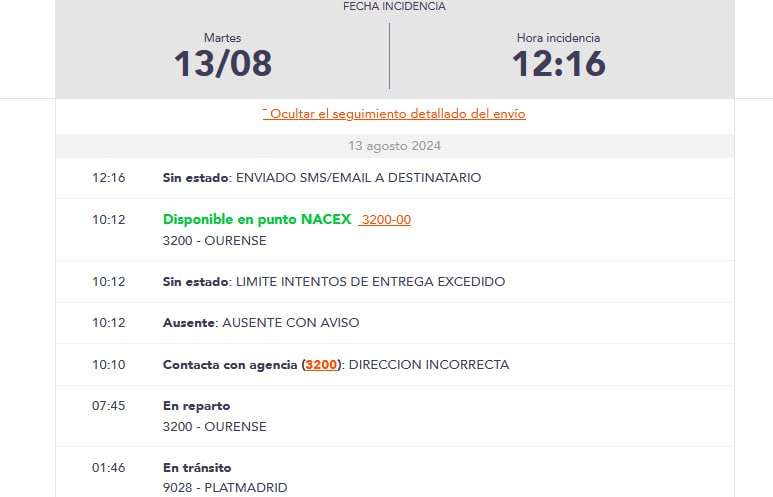 FECHA INCIDENCIA
Martes
13/08
Hora incidencia
12:16
ˉ Ocultar el seguimiento detallado del envío
13 agosto 2024
12:16 Sin estado: ENVIADO SMS/EMAIL A DESTINATARIO
10:12 Disponible en punto NACEX 3200-00
3200 - OURENSE
10:12 Sin estado: LIMITE INTENTOS DE ENTREGA EXCEDIDO
10:12 Ausente: AUSENTE CON AVISO
10:10 Contacta con agencia (3200): DIRECCION INCORRECTA
07:45 En reparto
3200 - OURENSE
01:46 En tránsito
9028 - PLATMADRID